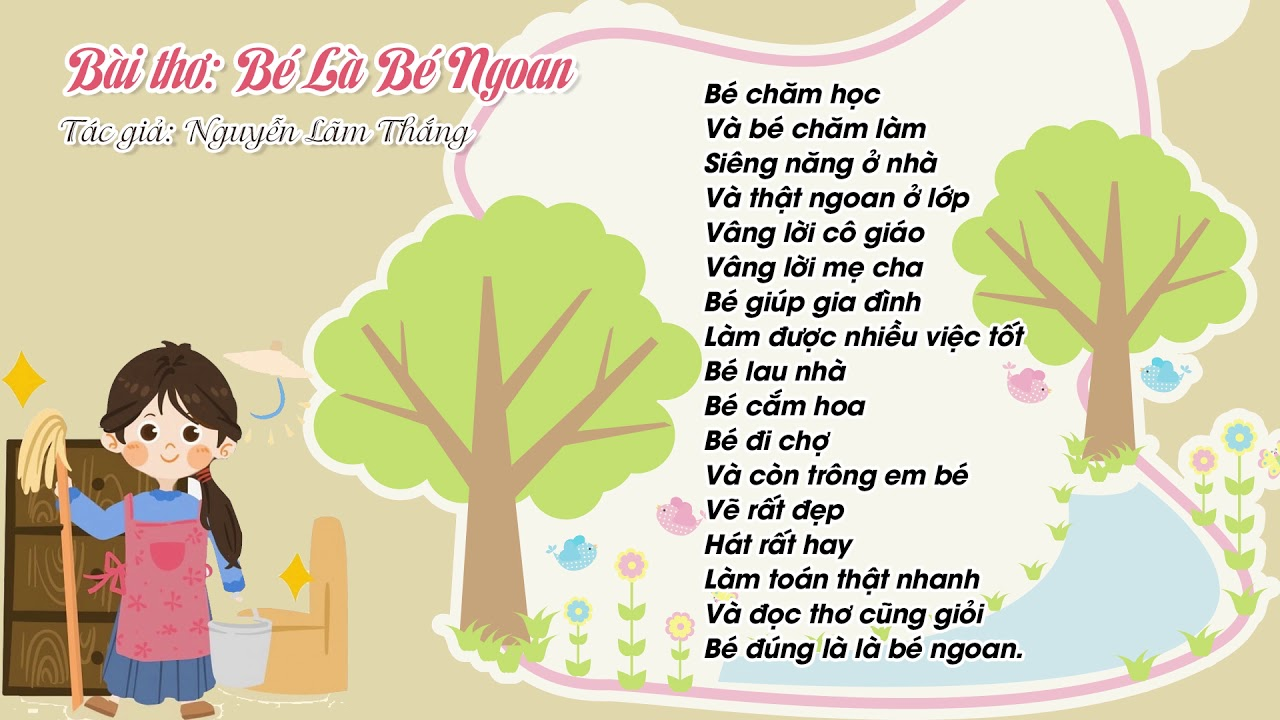 Bài thơ: Bé Là Bé Ngoan
Tác giả: Nguyễn Lãm Thắng
Bé chăm học
Và bé chăm làm
Siêng năng ở nhà
Và thật ngoan ở lớp
Vâng lời cô giáo
Vâng lời mẹ cha
Bé giúp gia đình
Làm được nhiều việc tốt
Bé lau nhà
Bé cắm hoa
Bé đi chợ
Và còn trông em bé
Vẽ rất đẹp
Hát rất hay
Làm toán thật nhanh
Và đọc thơ cũng giỏi
Bé đúng là là bé ngoan.